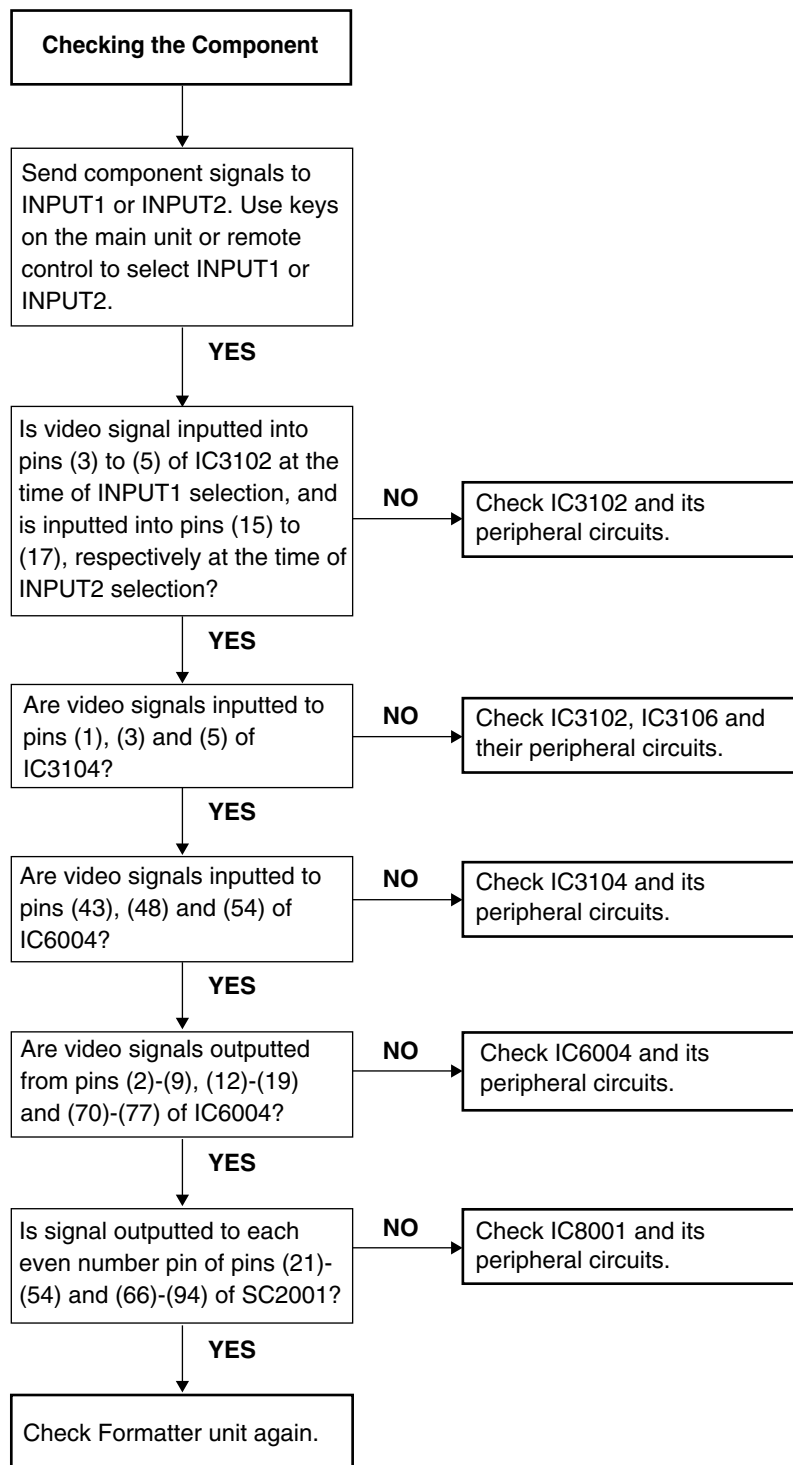 Checking the Component
Send component signals to
INPUT1 or INPUT2. Use keys
on the main unit or remote
control to select INPUT1 or
INPUT2.
YES
Is video signal inputted into
pins (3) to (5) of IC3102 at the
time of INPUT1 selection, and
is inputted into pins (15) to
(17), respectively at the time of
INPUT2 selection?
NO
Check IC3102 and its
peripheral circuits.
YES
Are video signals inputted to
pins (1), (3) and (5) of
IC3104?
NO
Check IC3102, IC3106 and
their peripheral circuits.
YES
Are video signals inputted to
pins (43), (48) and (54) of
IC6004?
NO
Check IC3104 and its
peripheral circuits.
YES
Are video signals outputted
from pins (2)-(9), (12)-(19)
and (70)-(77) of IC6004?
NO
Check IC6004 and its
peripheral circuits.
YES
Is signal outputted to each
even number pin of pins (21)-
(54) and (66)-(94) of SC2001?
NO
Check IC8001 and its
peripheral circuits.
YES
Check Formatter unit again.